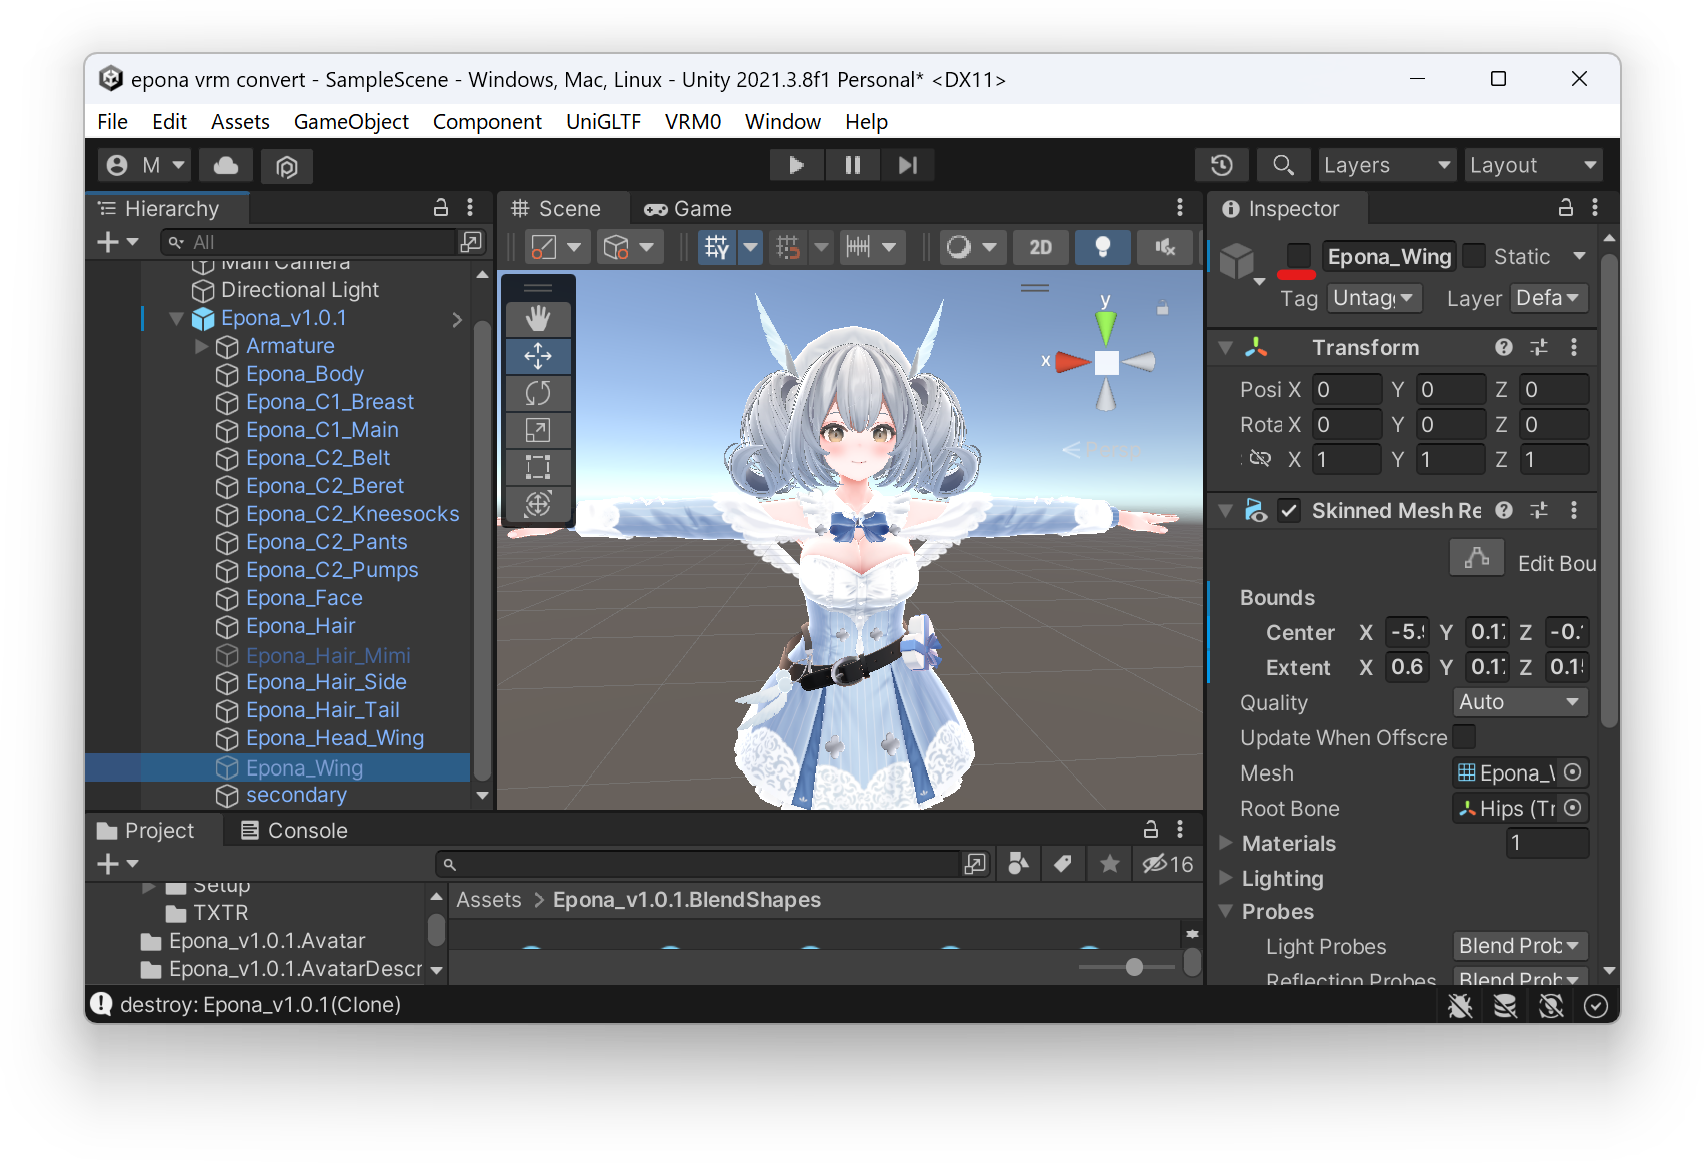 epona vrm convert - SampleScene - Windows, Mac, Linux - Unity 2021.3.8f1 Personal* <DX11>
File Edit Assets GameObject Component UniGLTF VRM0 Window Help
M Layers Layout
Hierarchy
All
Main Camera
Directional Light
Epona_v1.0.1
Armature
Epona_Body
Epona_C1_Breast
Epona_C1_Main
Epona_C2_Belt
Epona_C2_Beret
Epona_C2_Kneesocks
Epona_C2_Pants
Epona_C2_Pumps
Epona_Face
Epona_Hair
Epona_Hair_Mimi
Epona_Hair_Side
Epona_Hair_Tail
Epona_Head_Wing
Epona_Wing
secondary
Scene Game
2D
y
x
< Persp
Inspector
Epona_Wing Static
Tag Untagg Layer Defa
Transform
Posi X 0 Y 0 Z 0
Rota X 0 Y 0 Z 0
X 1 Y 1 Z 1
Skinned Mesh Re
Edit Bou
Bounds
Center X -5.9 Y 0.17 Z -0.
Extent X 0.6 Y 0.17 Z 0.15
Quality Auto
Update When Offscre
Mesh Epona_\
Root Bone Hips (Tr
Materials 1
Lighting
Probes
Light Probes Blend Prob
Reflection Probes Blend Prob
Project Console
16
Setup
TXTR
Epona_v1.0.1.Avatar
Epona_v1.0.1.AvatarDescr
Assets > Epona_v1.0.1.BlendShapes
destroy: Epona_v1.0.1(Clone)